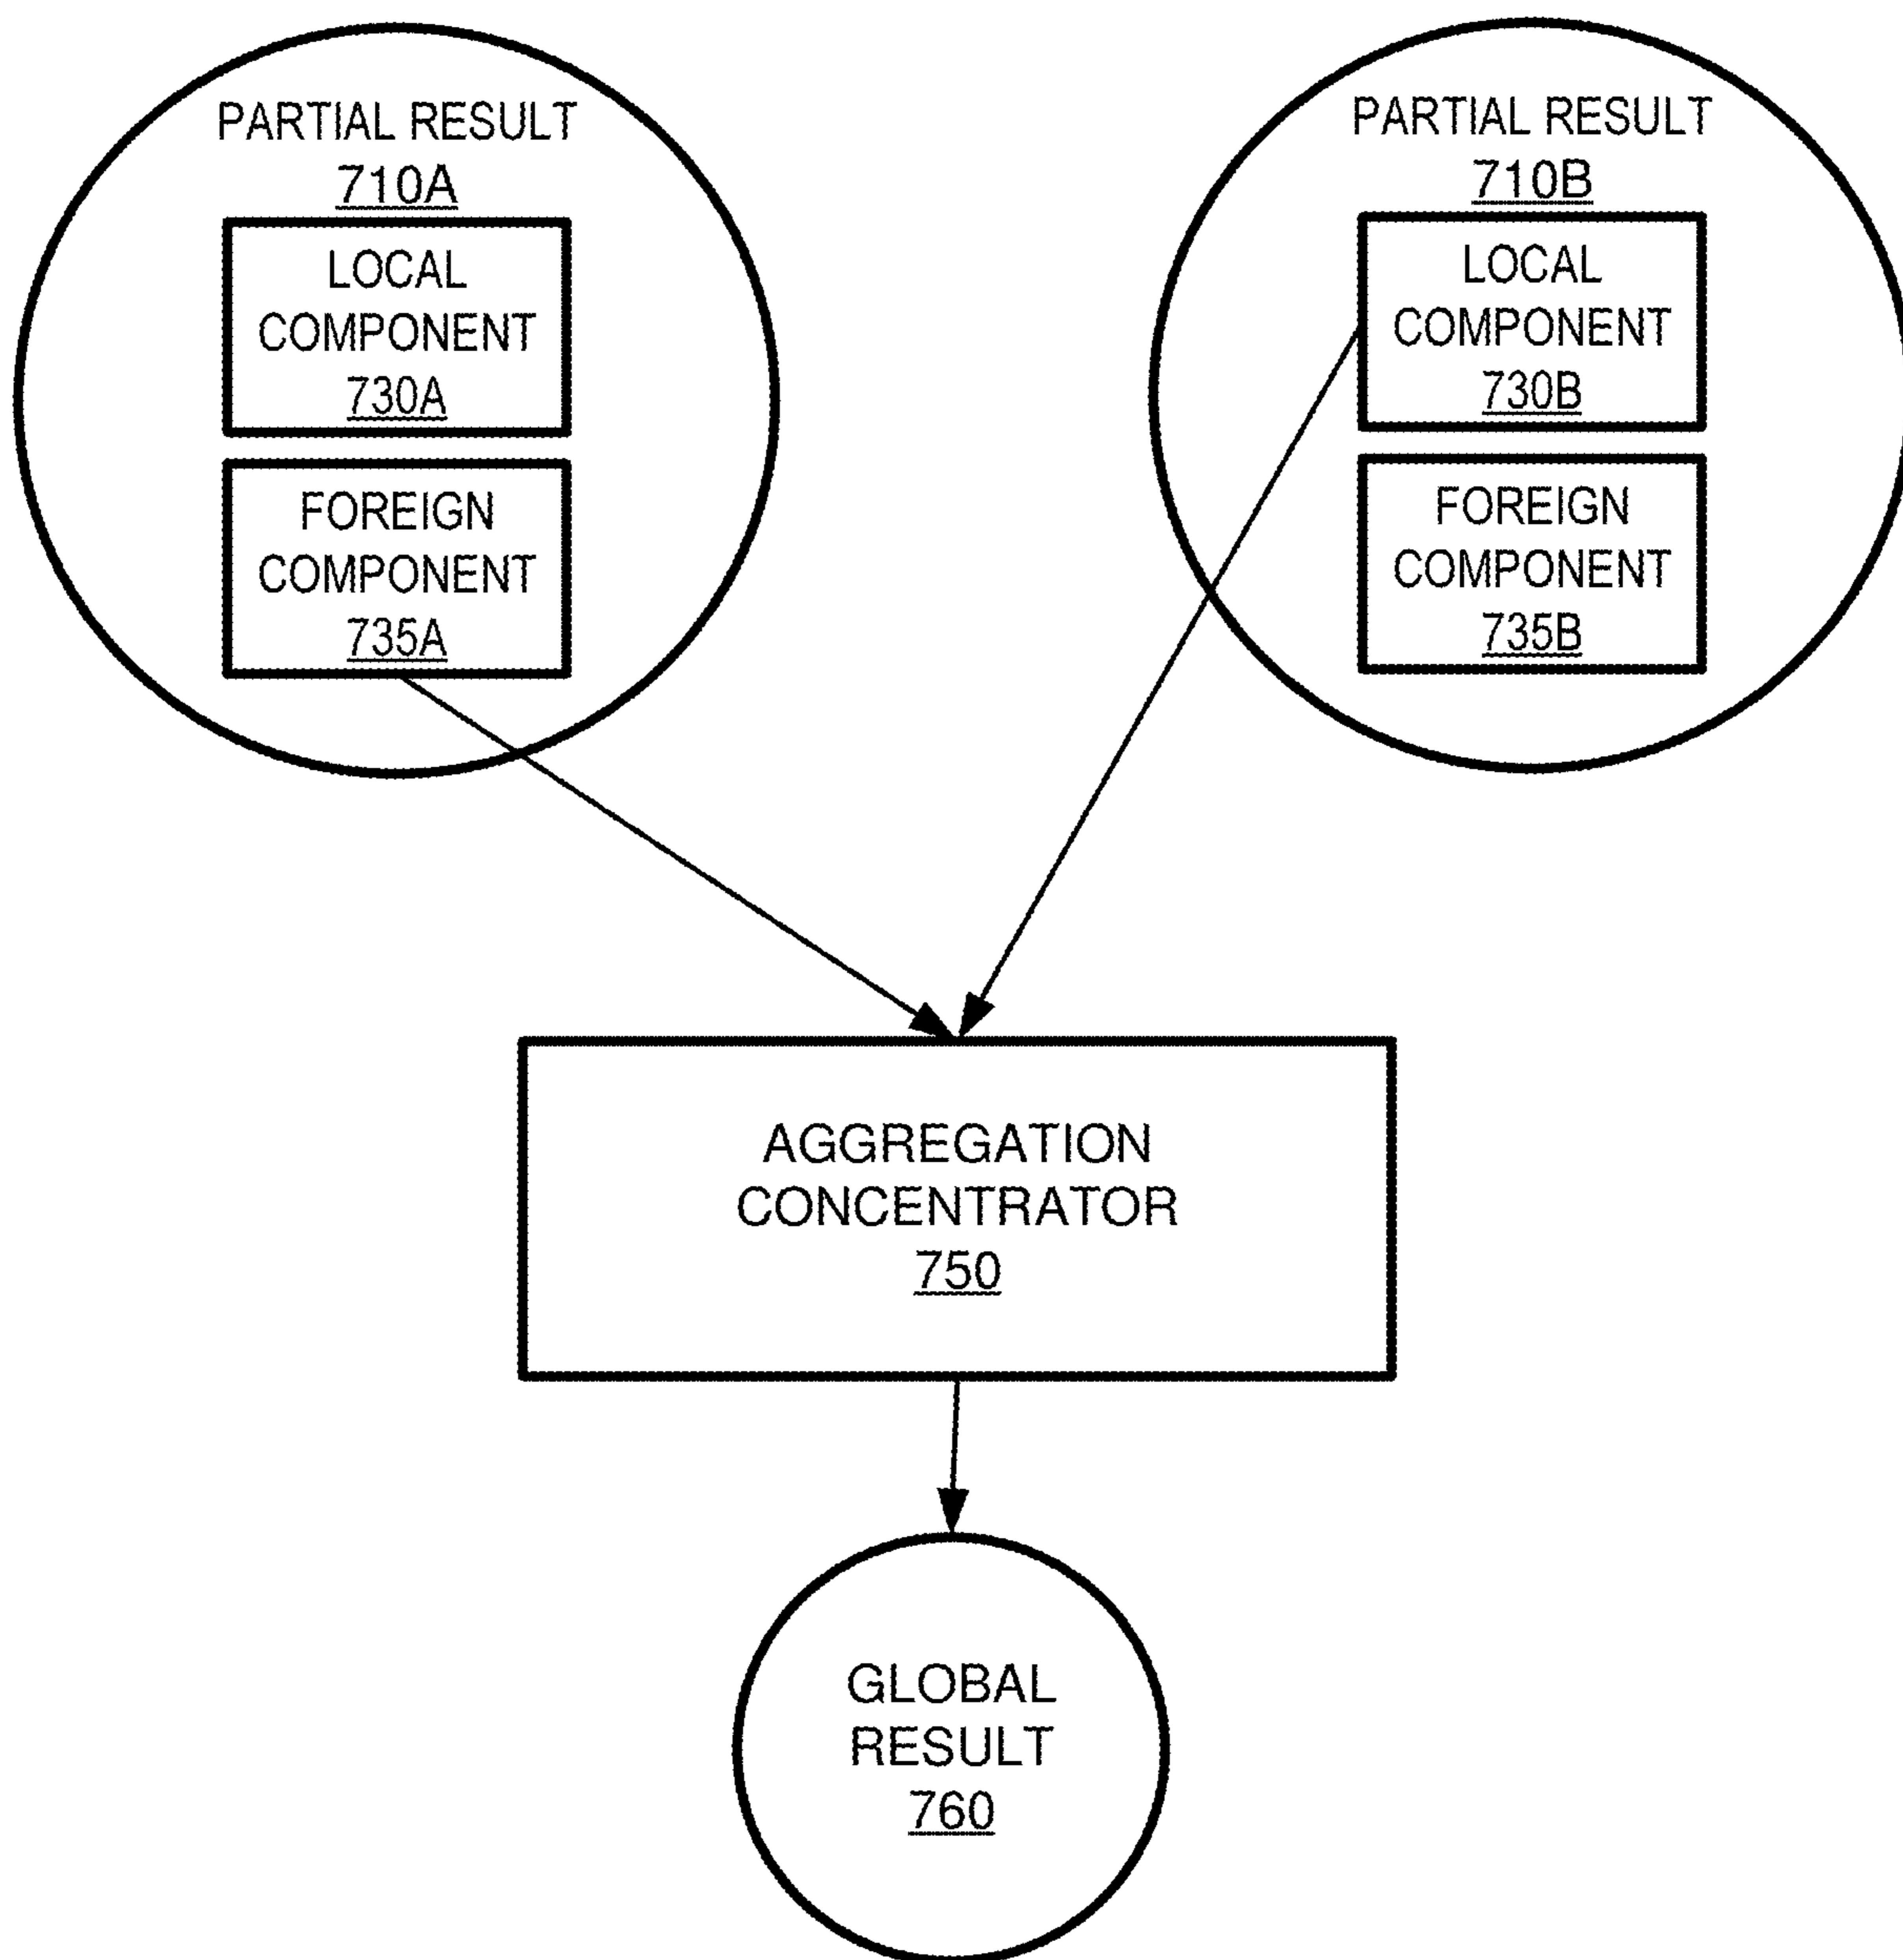 PARTIAL RESULT
710A
LOCAL
COMPONENT
730A
FOREIGN
COMPONENT
735A
PARTIAL RESULT
710B
LOCAL
COMPONENT
730B
FOREIGN
COMPONENT
735B
AGGREGATION
CONCENTRATOR
750
GLOBAL
RESULT
760